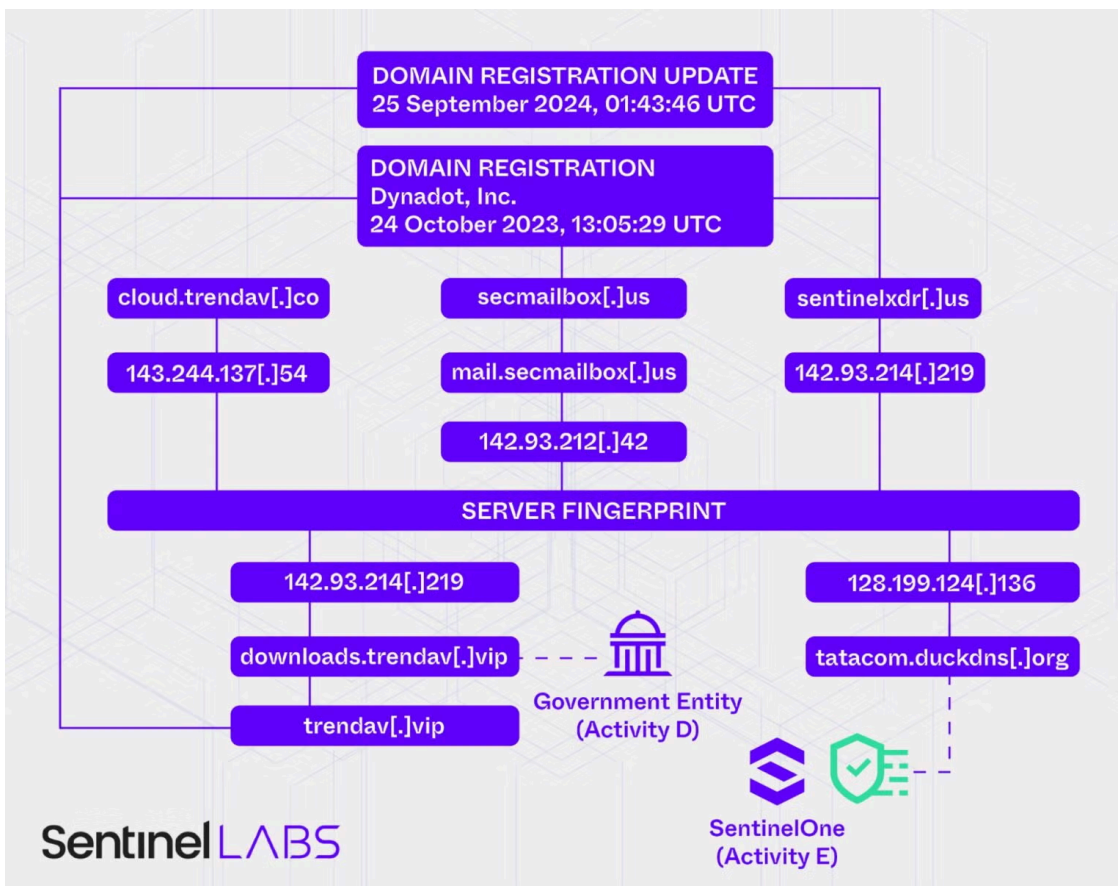 DOMAIN REGISTRATION UPDATE
25 September 2024, 01:43:46 UTC
DOMAIN REGISTRATION
Dynadot, Inc.
24 October 2023, 13:05:29 UTC
cloud.trendav[.]co
secmailbox[.]us
sentinelxdr[.]us
143.244.137[.]54
mail.secmailbox[.]us
142.93.214[.]219
142.93.212[.]42
SERVER FINGERPRINT
142.93.214[.]219
128.199.124[.]136
downloads.trendav[.]vip
tatacom.duckdns[.]org
Government Entity
(Activity D)
trendav[.]vip
SentinelOne
(Activity E)
Sentinel LABS